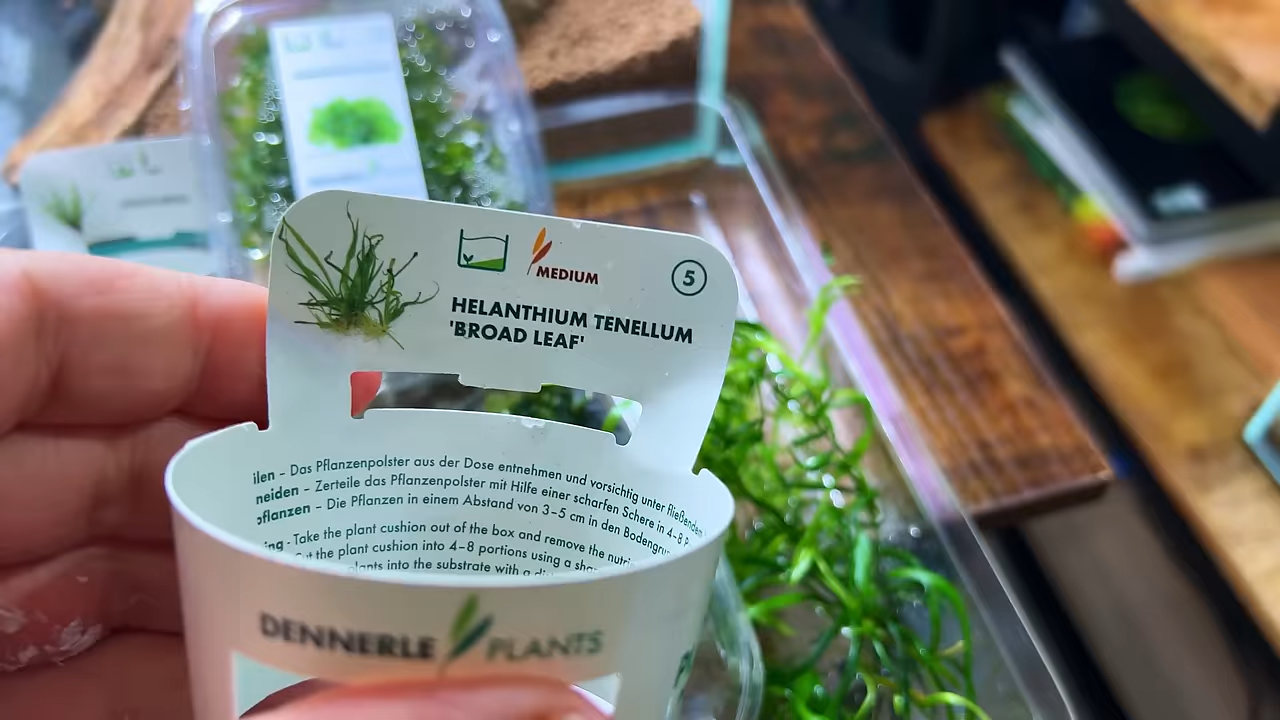 MEDIUM
5
HELANTHIUM TENELLUM
'BROAD LEAF'
ilen – Das Pflanzenpolster aus der Dose entnehmen und vorsichtig unter fließendem
neiden – Zerteile das Pflanzenpolster mit Hilfe einer scharfen Schere in 4–8 P
pflanzen – Die Pflanzen in einem Abstand von 3–5 cm in den Bodengru
ing - Take the plant cushion out of the box and remove the nutri
the plant cushion into 4–8 portions using a shar
plants into the substrate with a di
DENNERLE PLANTS